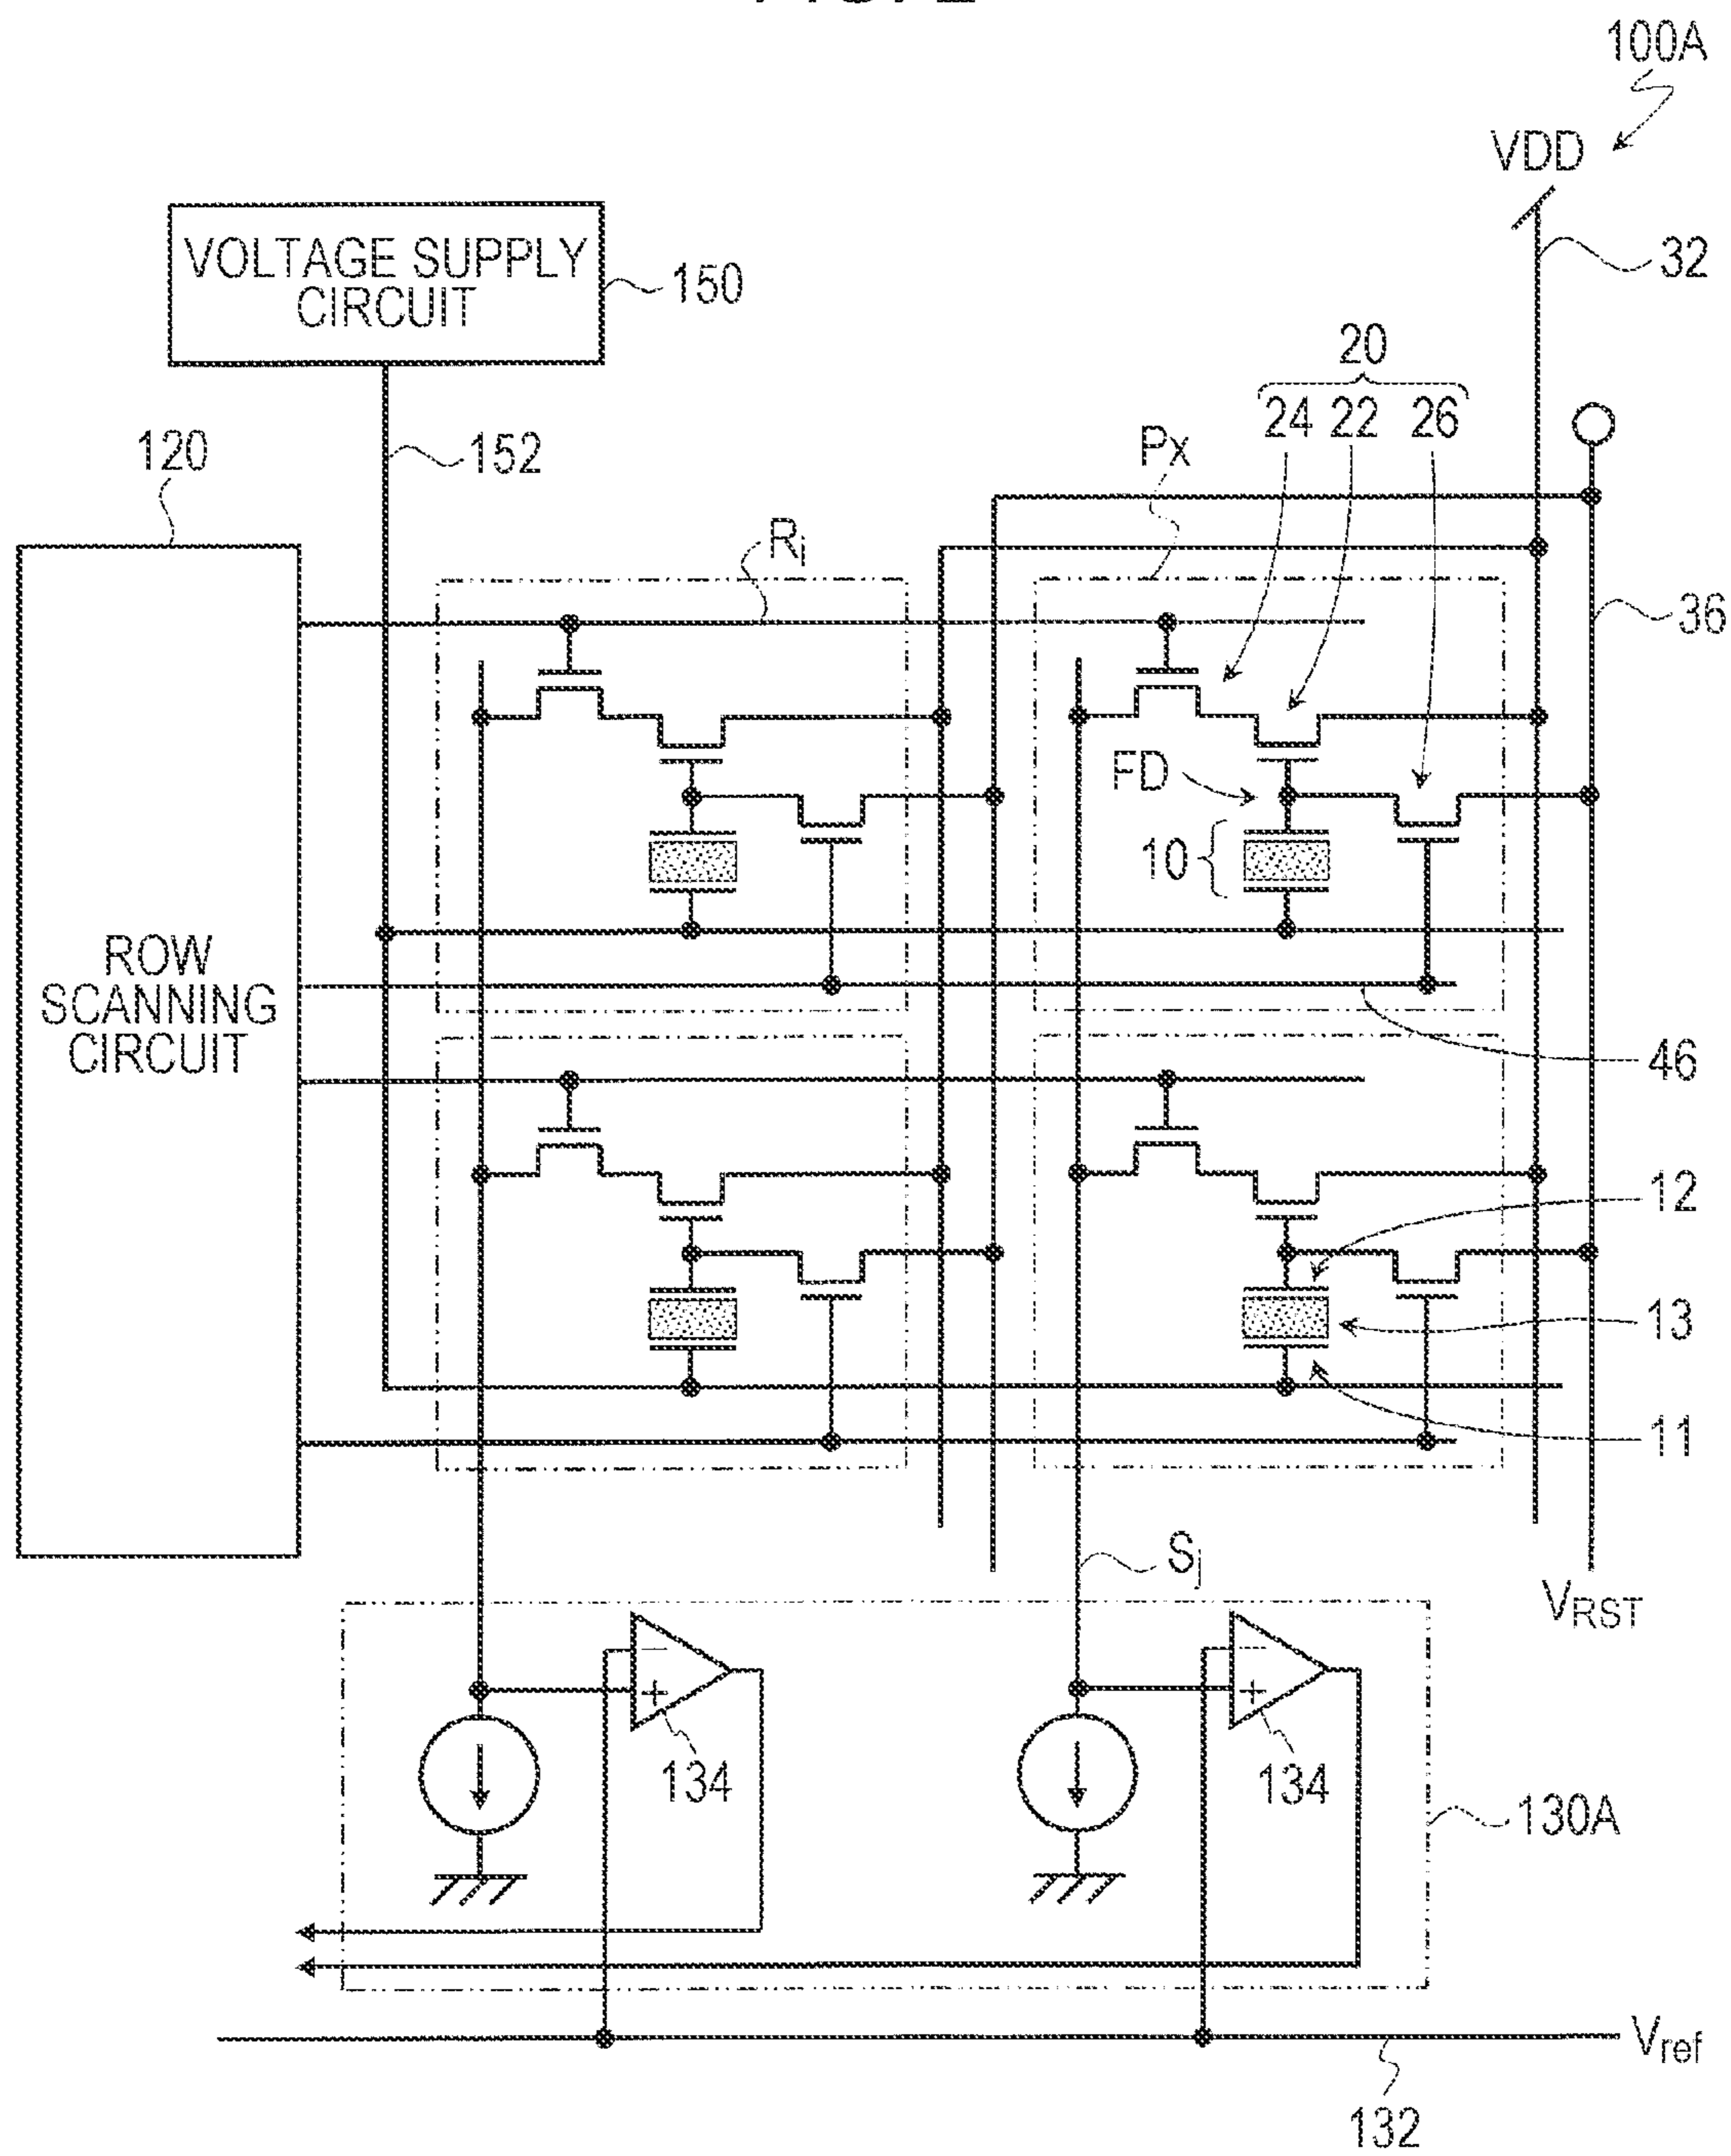 100A
VDD
32
VOLTAGE SUPPLY
CIRCUIT
150
20
24 22 26
Px
120
152
Ri
36
FD
10
ROW
SCANNING
CIRCUIT
46
12
13
11
Sj
VRST
−
+
134
−
+
134
130A
Vref
132